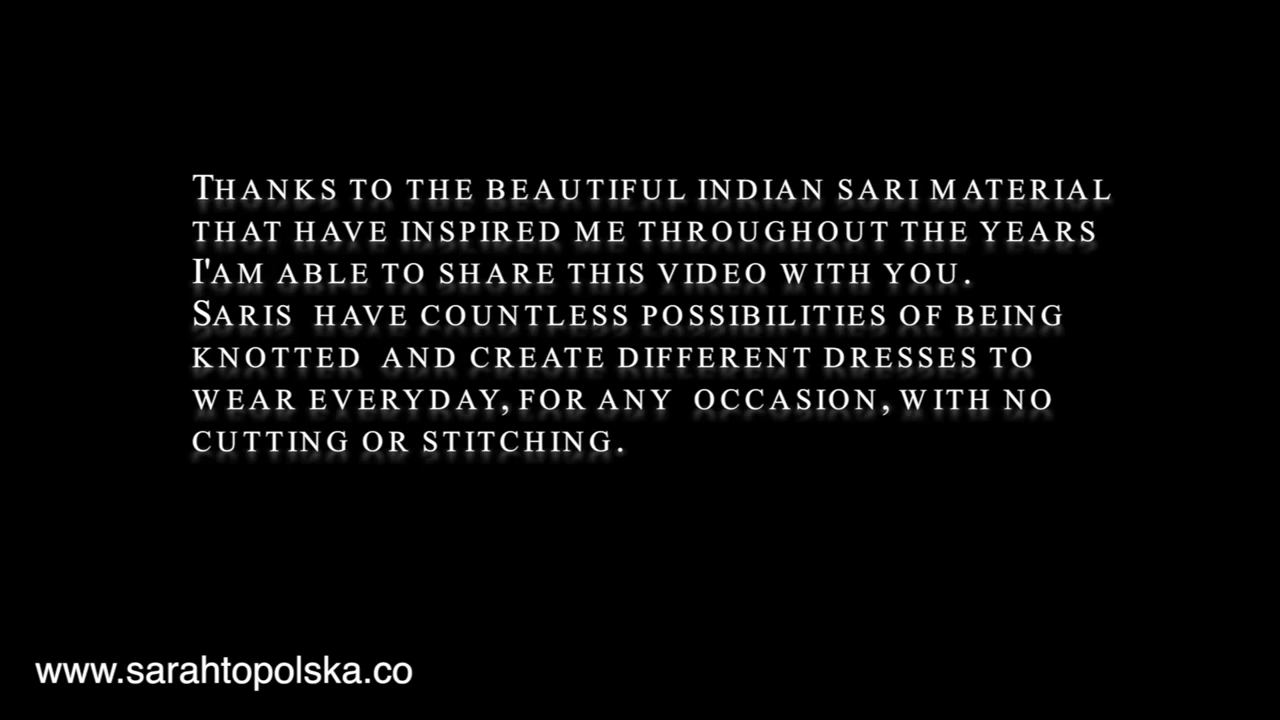 THANKS TO THE BEAUTIFUL INDIAN SARI MATERIAL
THAT HAVE INSPIRED ME THROUGHOUT THE YEARS
I'AM ABLE TO SHARE THIS VIDEO WITH YOU.
SARIS HAVE COUNTLESS POSSIBILITIES OF BEING
KNOTTED AND CREATE DIFFERENT DRESSES TO
WEAR EVERYDAY, FOR ANY OCCASION, WITH NO
CUTTING OR STITCHING.
www.sarahtopolska.co